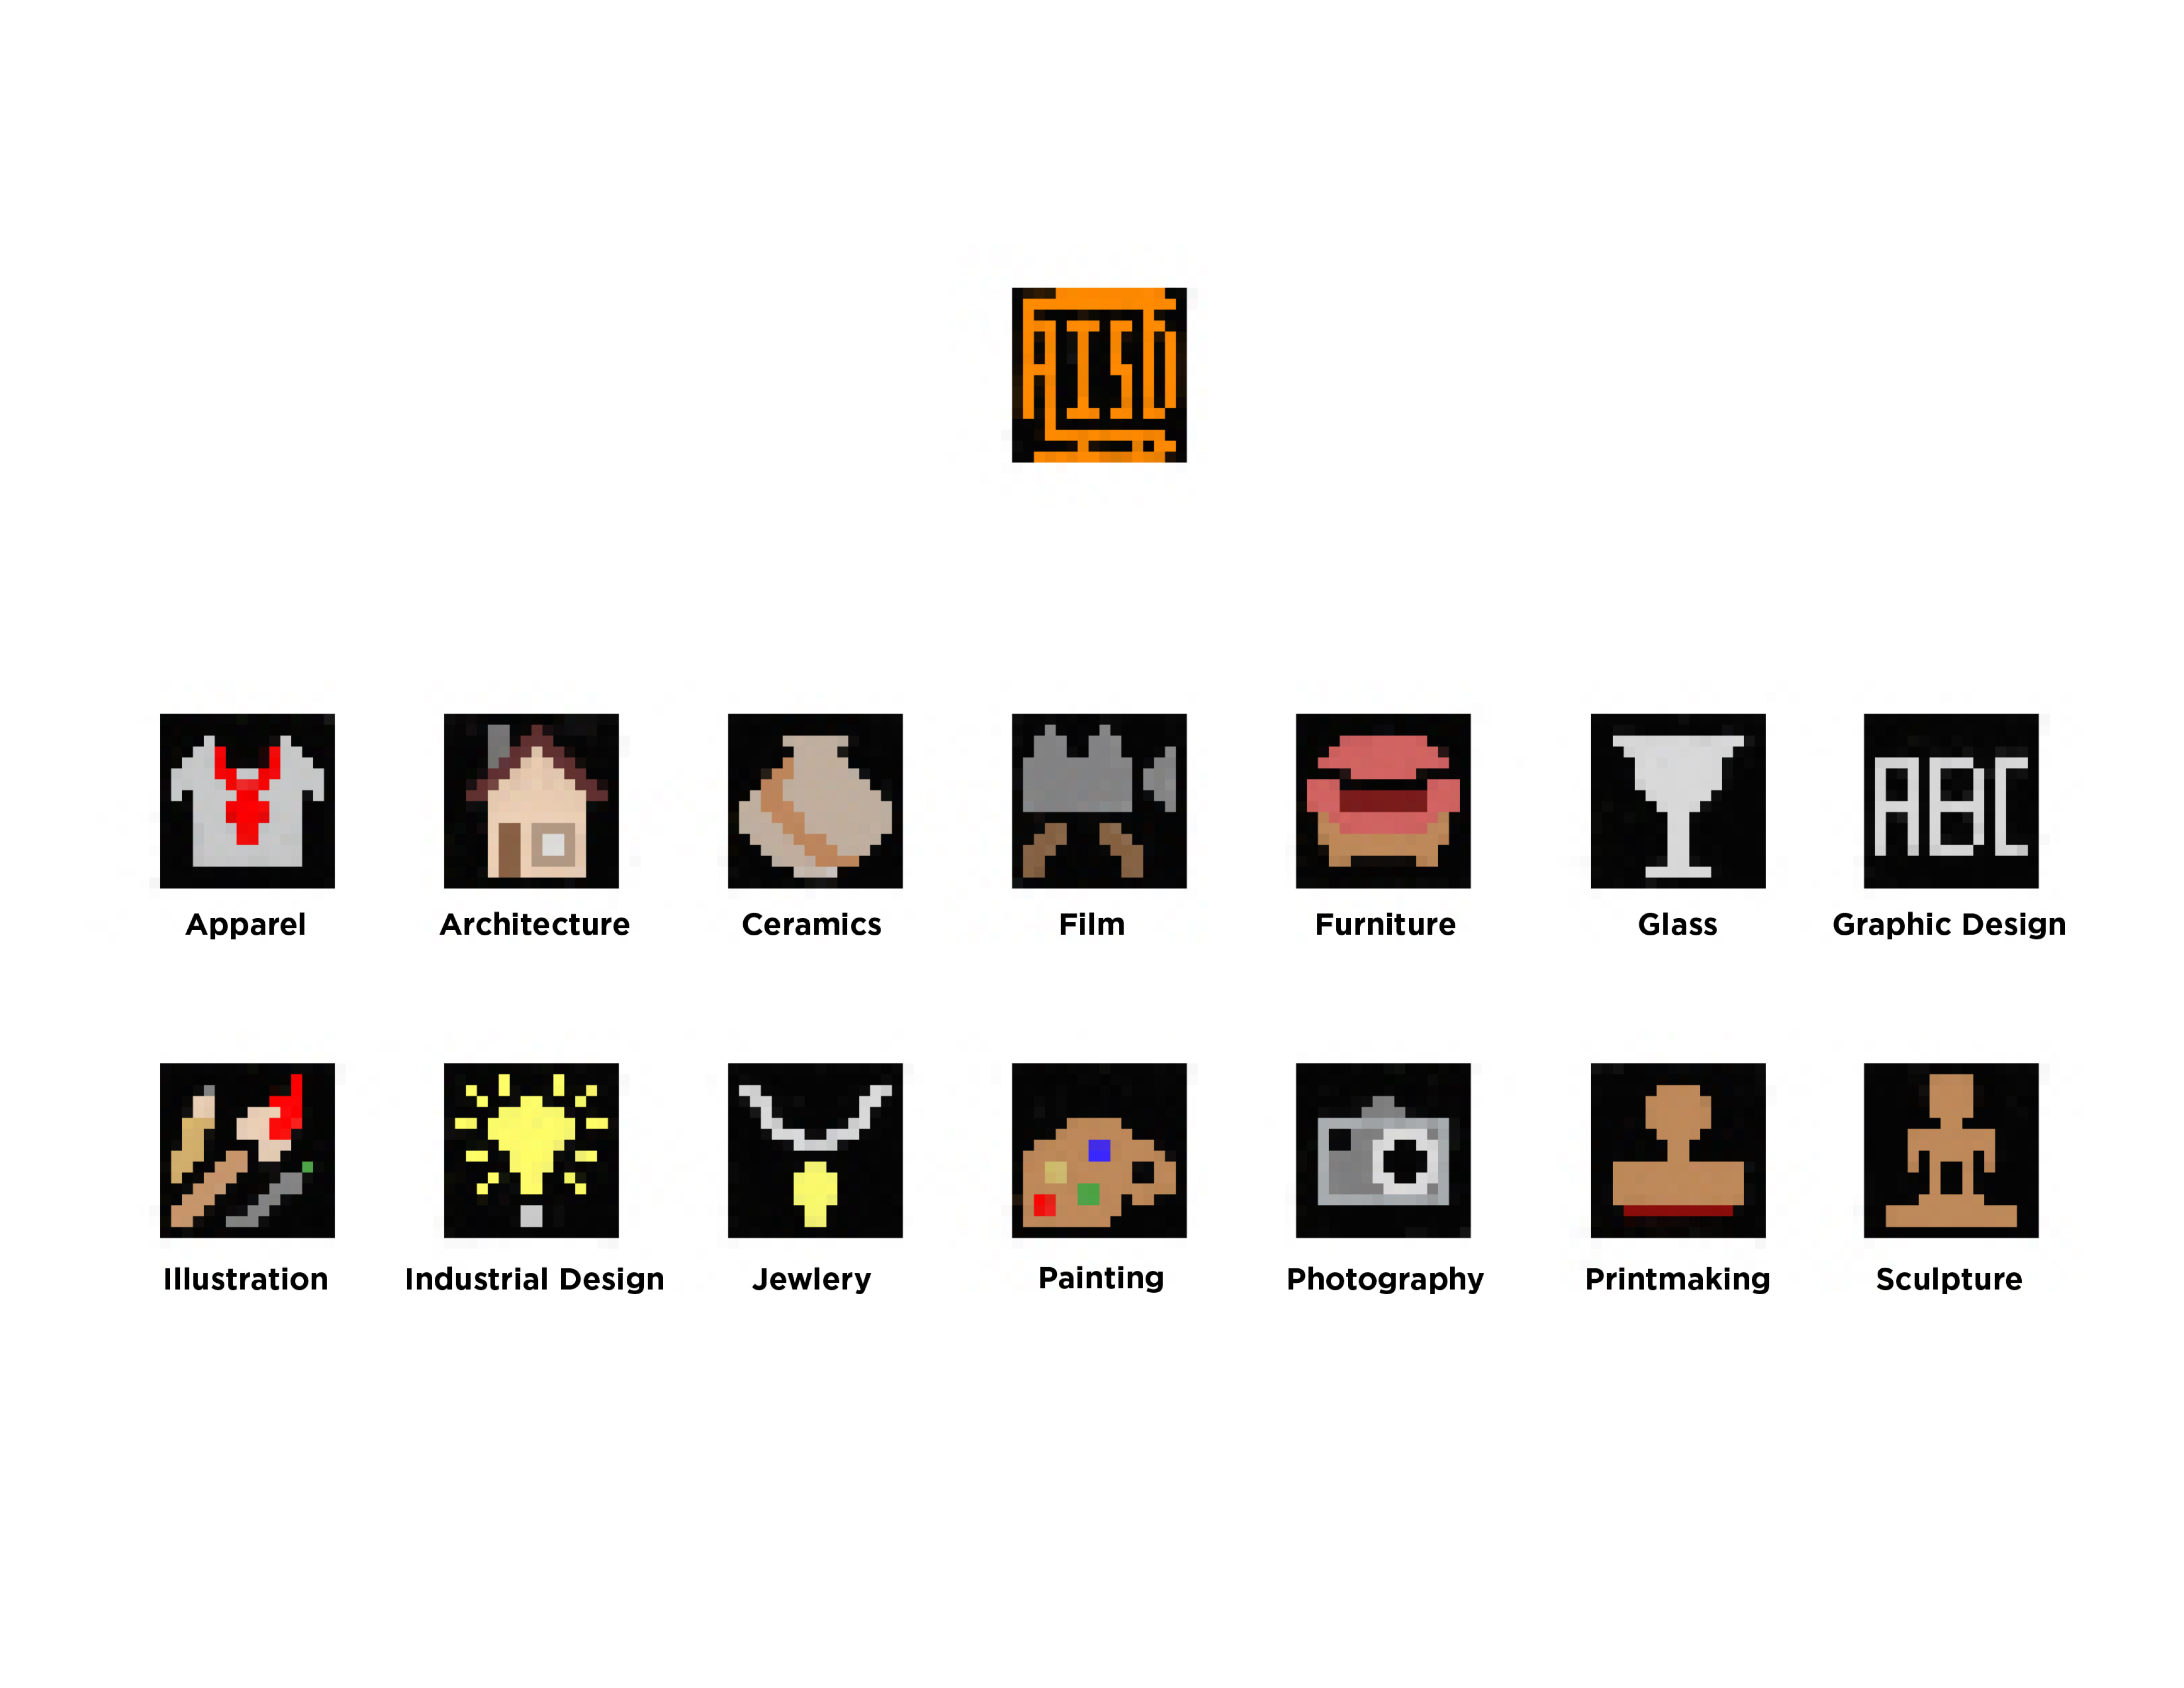 RISD
Apparel
Architecture
Ceramics
Film
Furniture
Glass
ABC
Graphic Design
Illustration
Industrial Design
Jewlery
Painting
Photography
Printmaking
Sculpture